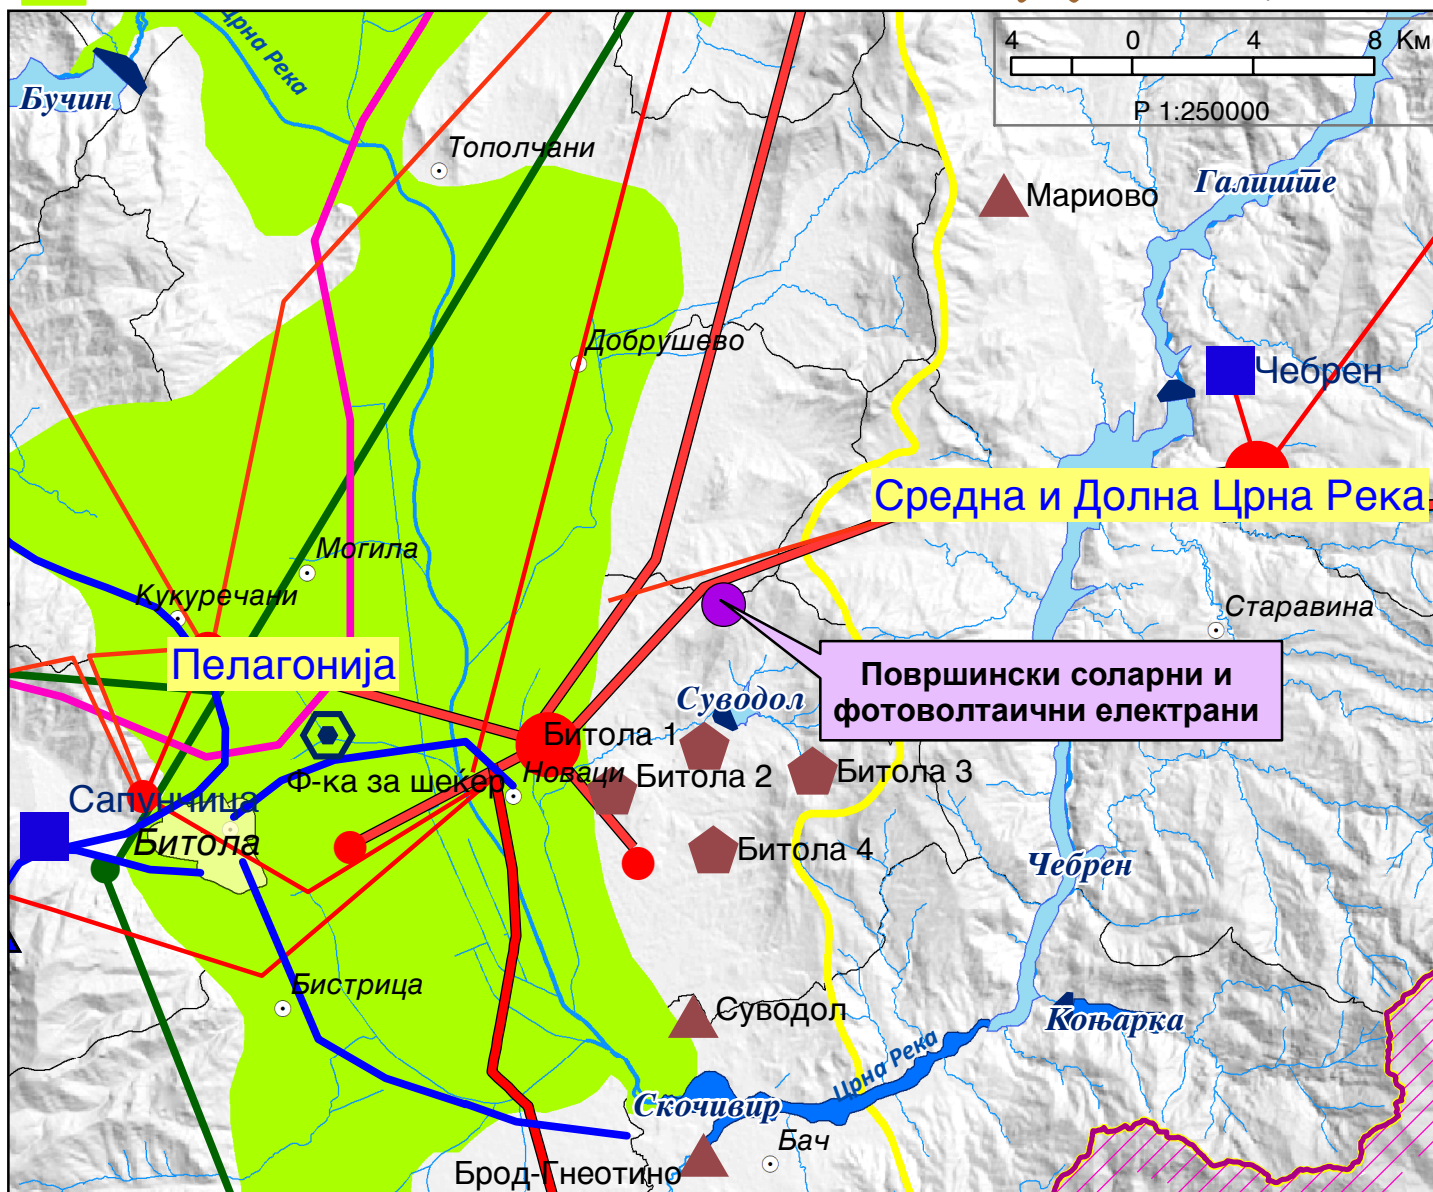 4 0 4 8 Км
Р 1:250000
Црна Река
Бучин
Тополчани
Мариово
Галиште
Добрушево
Чебрен
Средна и Долна Црна Река
Могила
Кукуречани
Старавина
Пелагонија
Површински соларни и
фотоволтаични електрани
Суводол
Битола 1
Новаци
Битола 2
Битола 3
Ф-ка за шеќер
Сапунчица
Битола
Битола 4
Чебрен
Бистрица
Суводол
Коњарка
Црна Река
Скочивир
Бач
Брод-Гнеотино